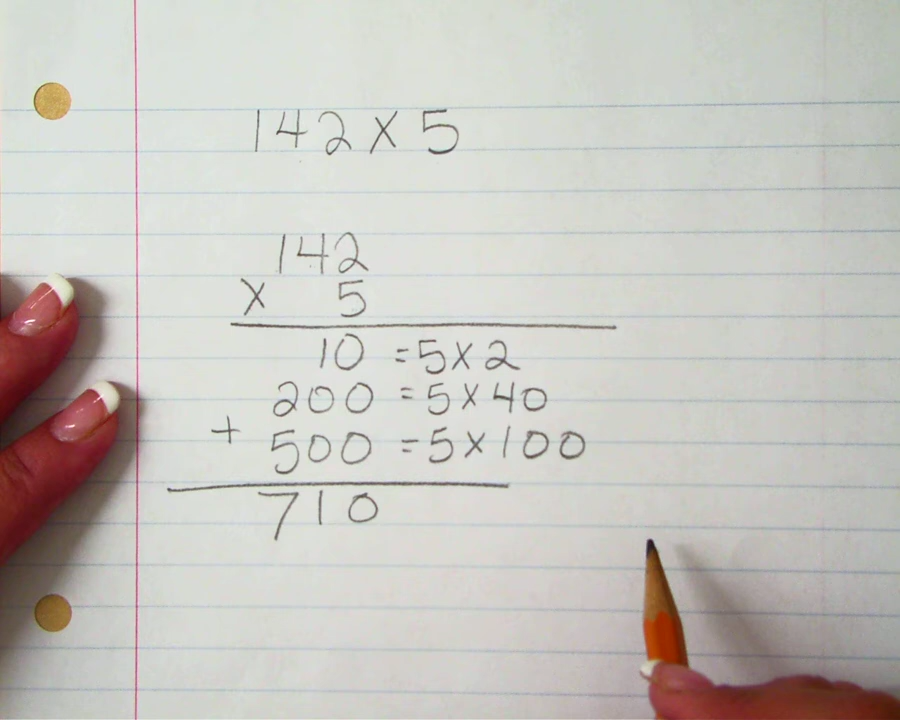 142 x 5
142
x 5
10 = 5 x 2
200 = 5 x 40
+ 500 = 5 x 100
710